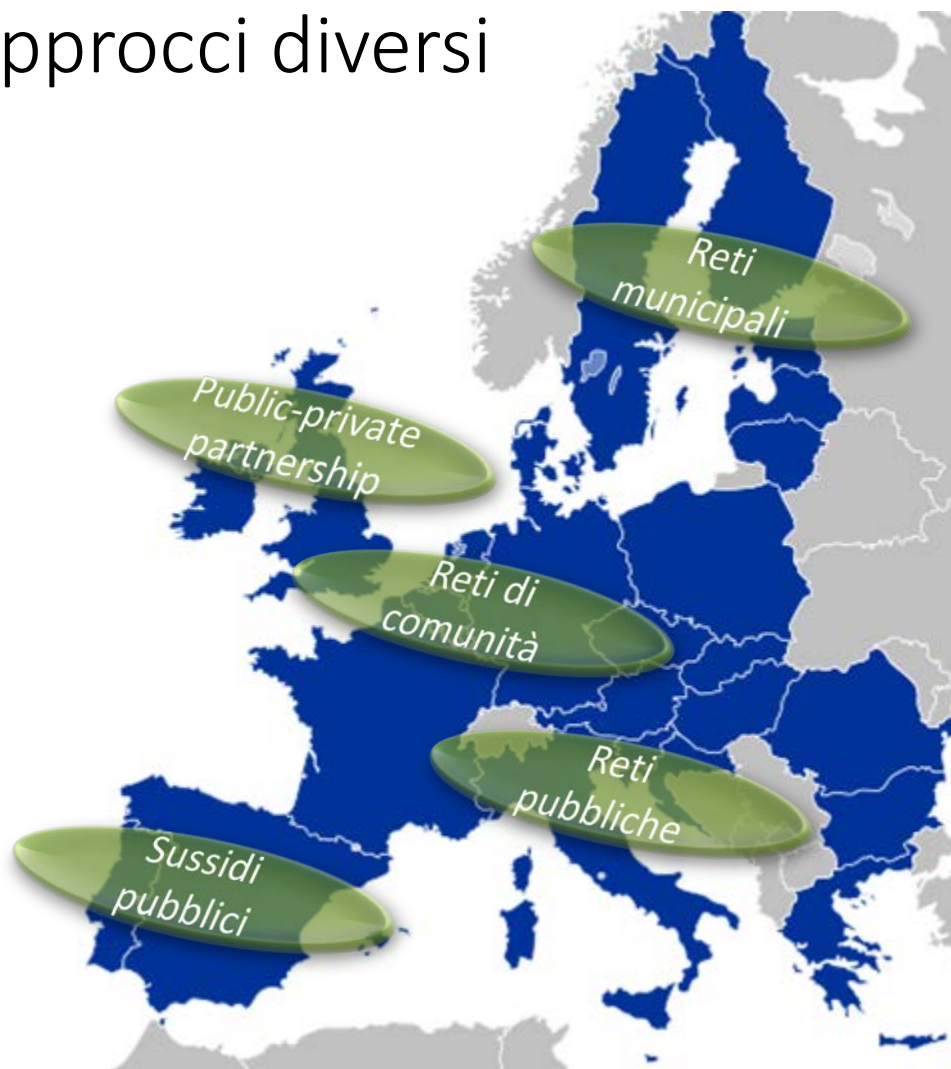 pprocci diversi
Reti
municipali
Public-private
partnership
Reti di
comunità
Reti
pubbliche
Sussidi
pubblici